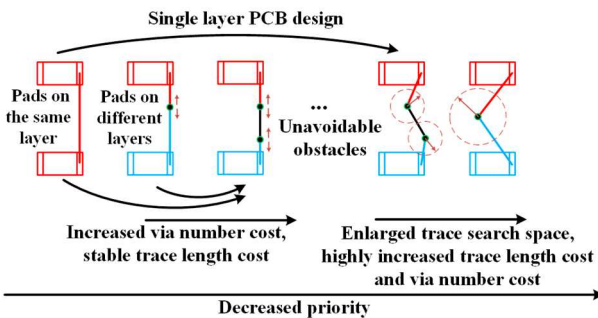 Single layer PCB design
Pads on
the same
layer
Pads on
different
layers
...
Unavoidable
obstacles
Increased via number cost,
stable trace length cost
Enlarged trace search space,
highly increased trace length cost
and via number cost
Decreased priority